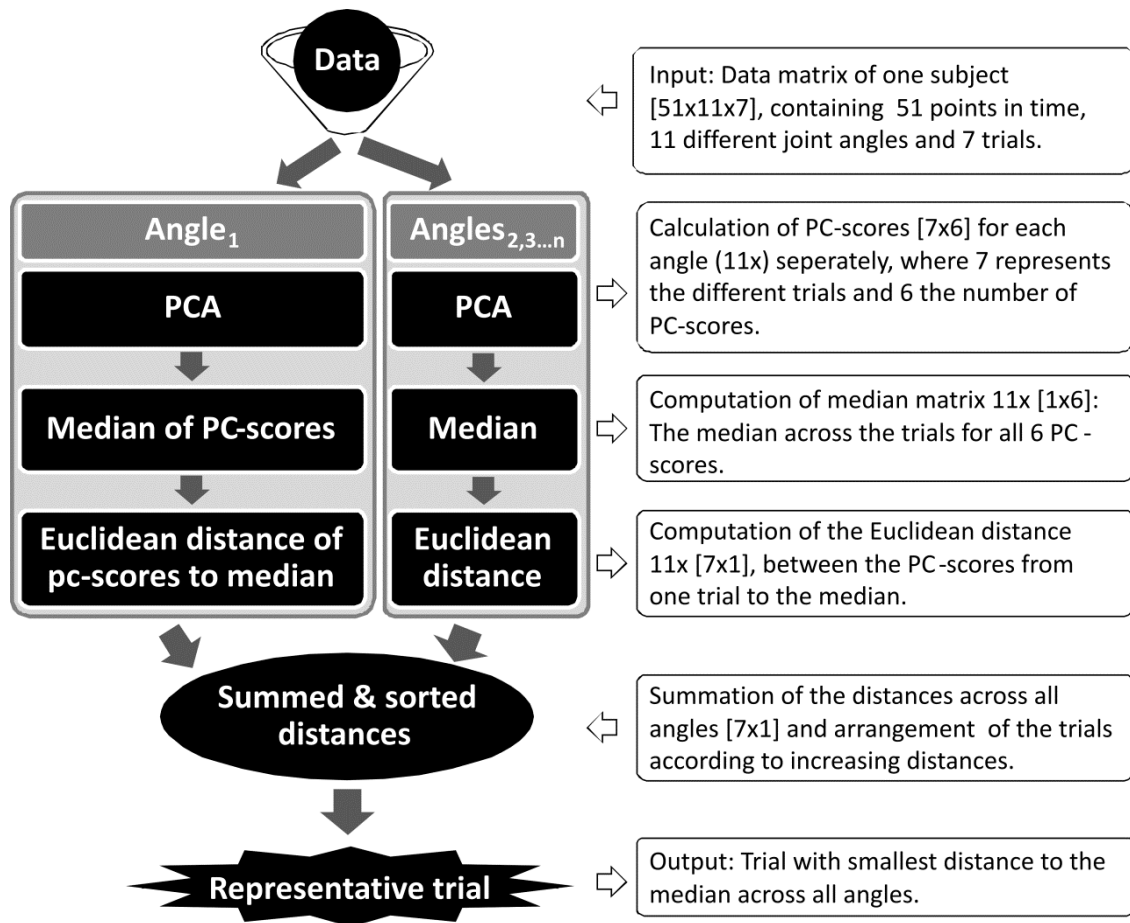 Data
Input: Data matrix of one subject
[51x11x7], containing 51 points in time,
11 different joint angles and 7 trials.
Angle1
Angles2,3...n
PCA
PCA
Calculation of PC-scores [7x6] for each
angle (11x) seperately, where 7 represents
the different trials and 6 the number of
PC-scores.
Median of PC-scores
Median
Computation of median matrix 11x [1x6]:
The median across the trials for all 6 PC -
scores.
Euclidean distance of
pc-scores to median
Euclidean
distance
Computation of the Euclidean distance
11x [7x1], between the PC-scores from
one trial to the median.
Summed & sorted
distances
Summation of the distances across all
angles [7x1] and arrangement of the trials
according to increasing distances.
Representative trial
Output: Trial with smallest distance to the
median across all angles.